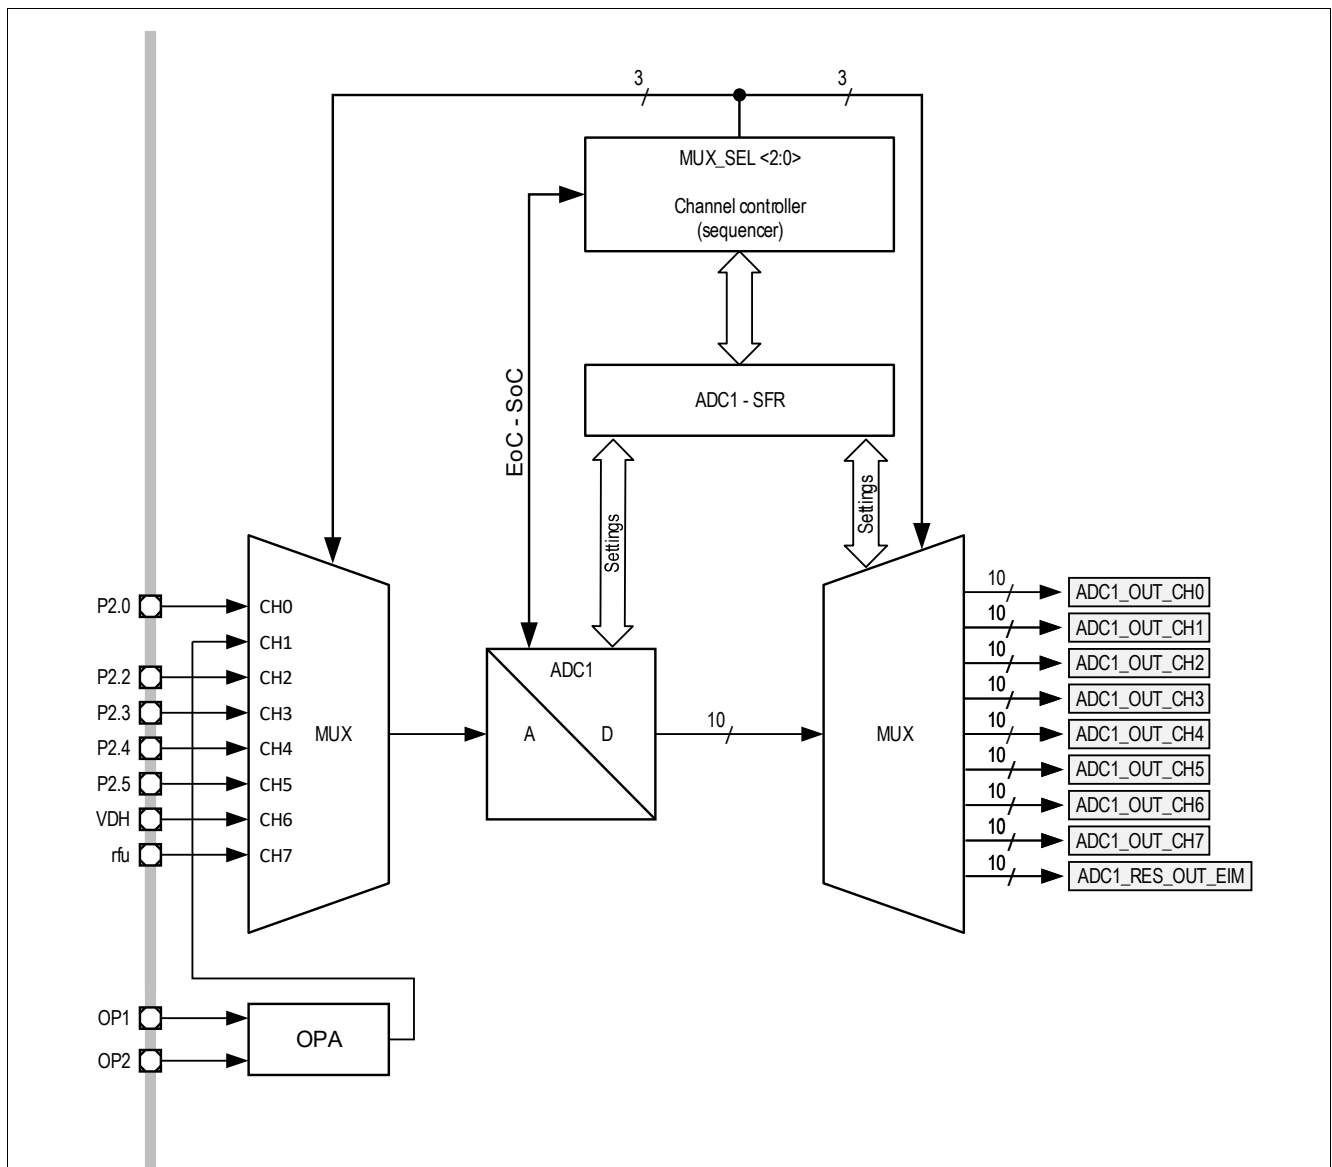 3
3
MUX_SEL <2:0>
Channel controller
(sequencer)
ADC1 - SFR
EoC - SoC
Settings
Settings
P2.0
P2.2
P2.3
P2.4
P2.5
VDH
rfu
CH0
CH1
CH2
CH3
CH4
CH5
CH6
CH7
MUX
ADC1
A
D
10
MUX
10
ADC1_OUT_CH0
10
ADC1_OUT_CH1
10
ADC1_OUT_CH2
10
ADC1_OUT_CH3
10
ADC1_OUT_CH4
10
ADC1_OUT_CH5
10
ADC1_OUT_CH6
10
ADC1_OUT_CH7
10
ADC1_RES_OUT_EIM
OP1
OP2
OPA